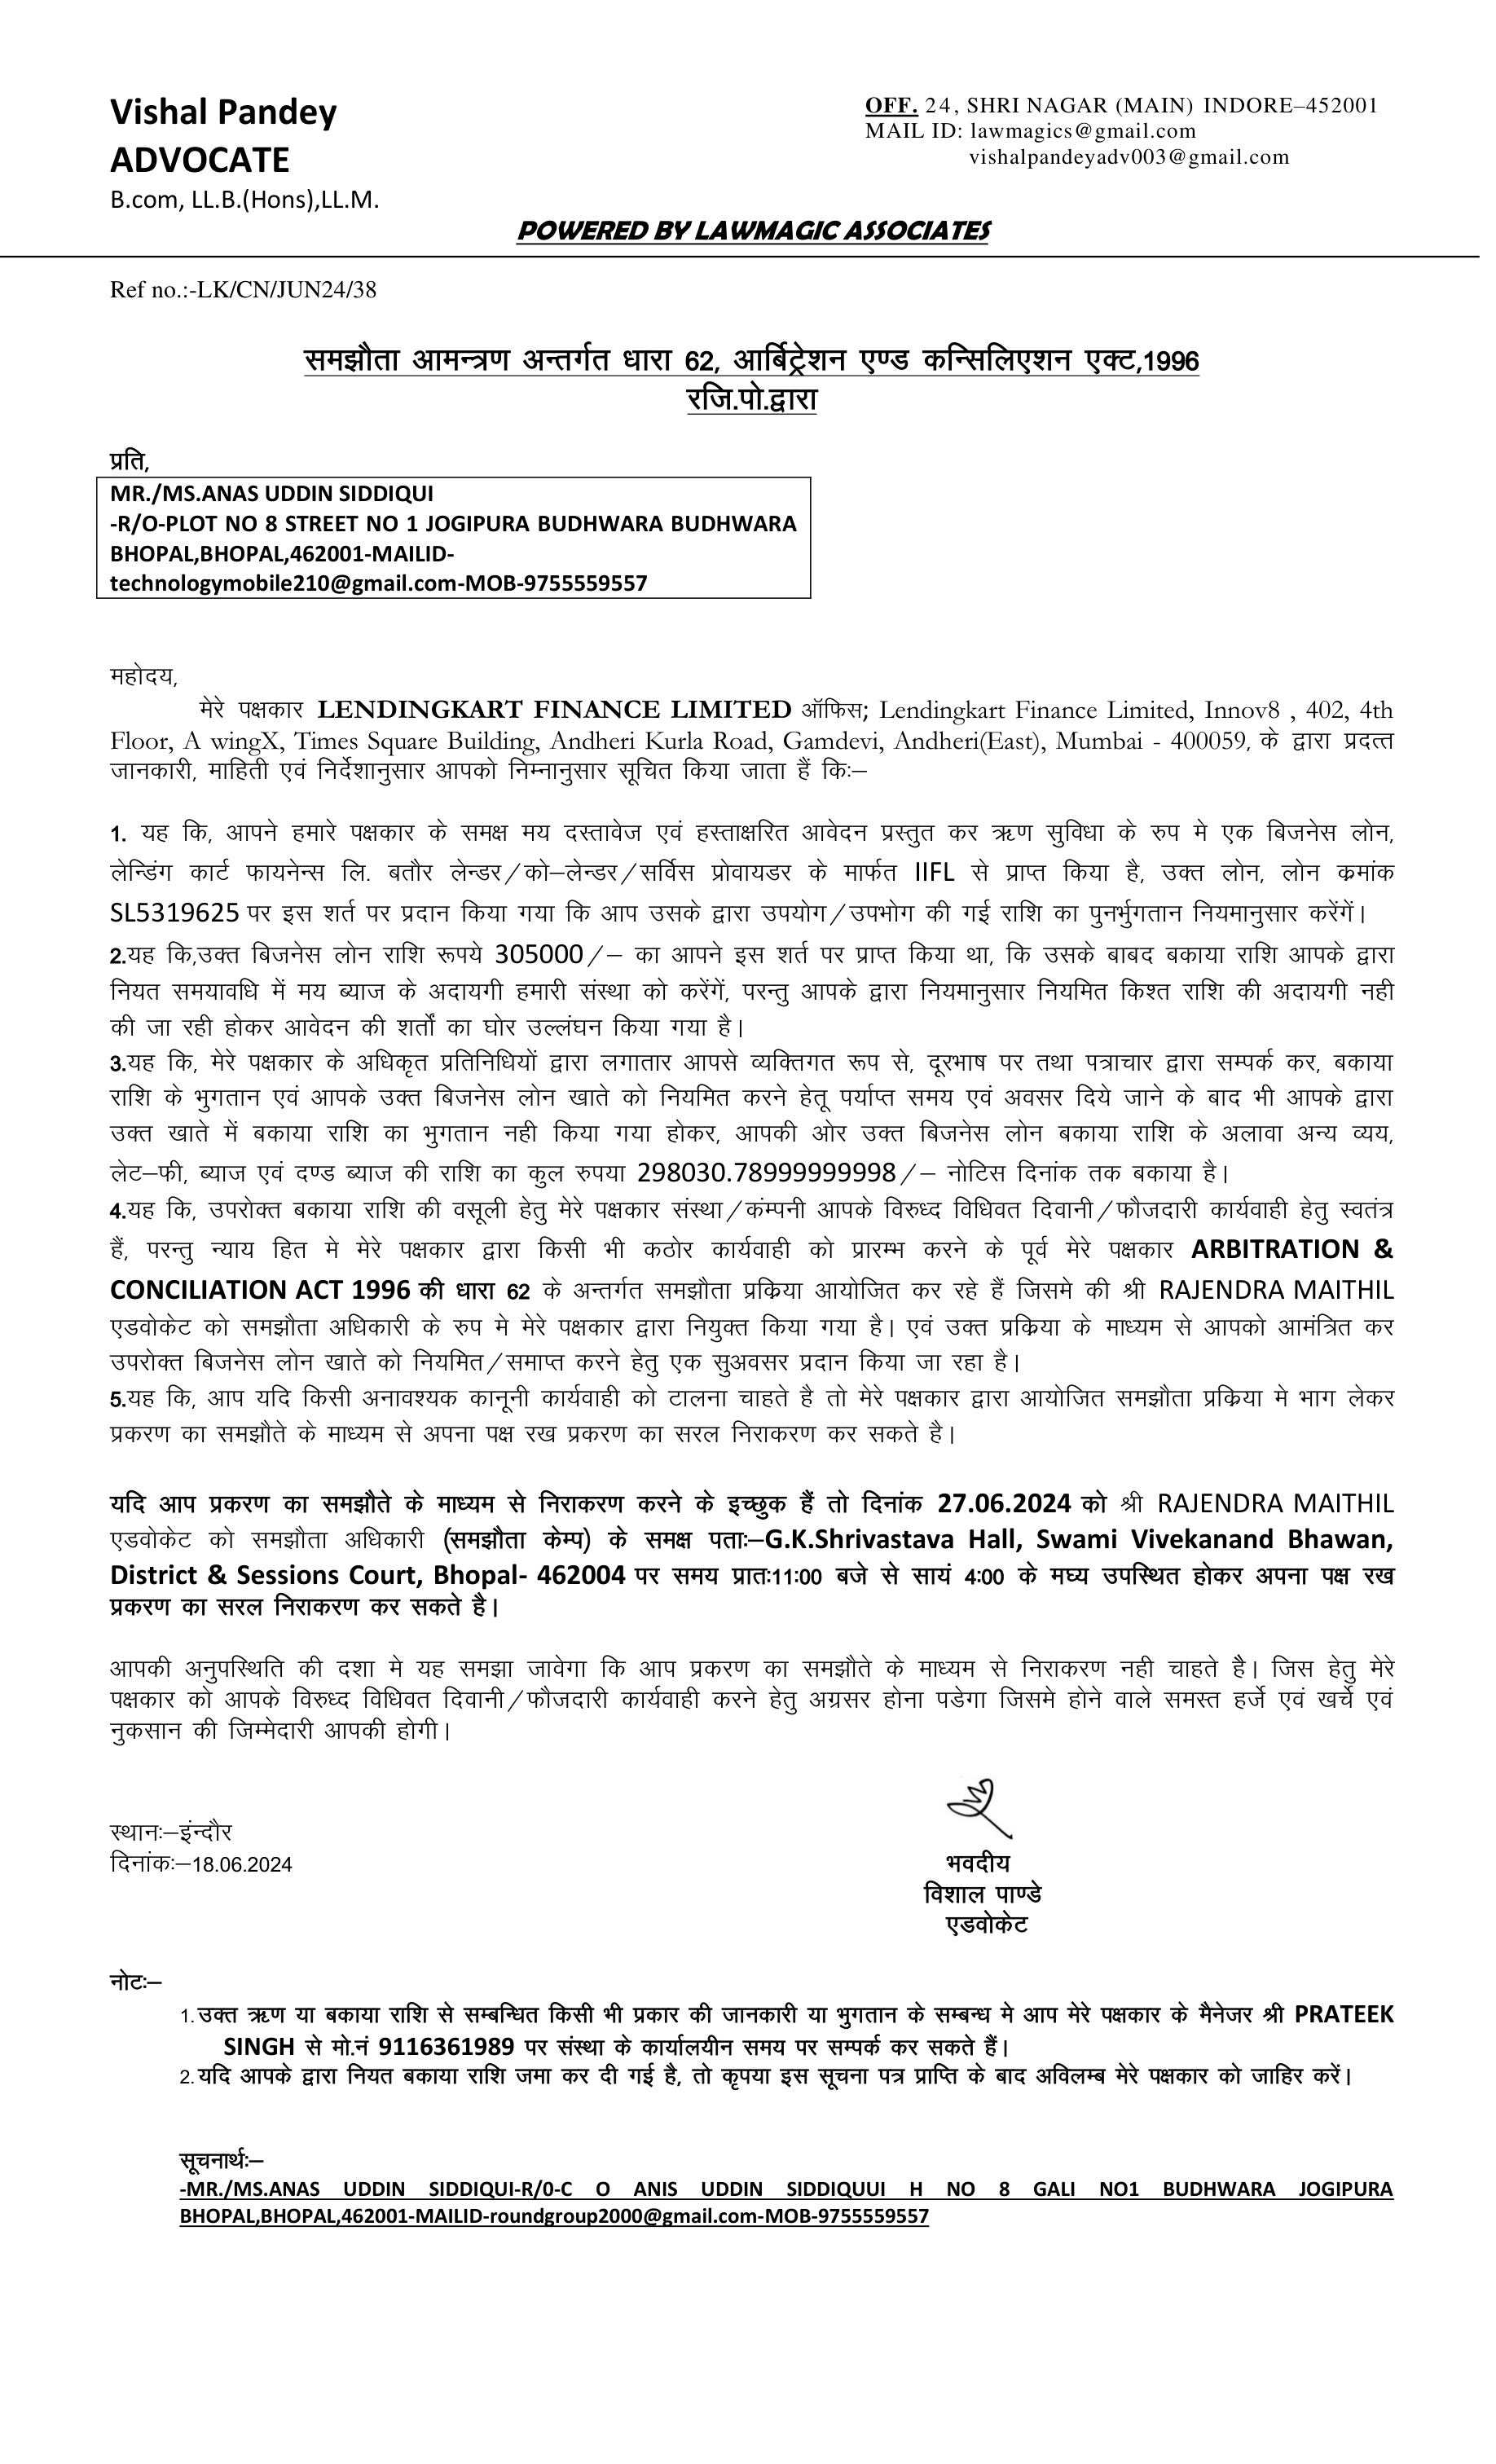 Vishal Pandey
ADVOCATE
B.com, LL.B.(Hons),LL.M.
OFF. 24, SHRI NAGAR (MAIN) INDORE–452001
MAIL ID: lawmagics@gmail.com
vishalpandeyadv003@gmail.com
POWERED BY LAWMAGIC ASSOCIATES
Ref no.:-LK/CN/JUN24/38
समझौता आमन्त्रण अन्तर्गत धारा 62, आर्बिट्रेशन एण्ड कन्सिलिएशन एक्ट,1996
रजि.पो.द्वारा
प्रति,
MR./MS.ANAS UDDIN SIDDIQUI
-R/O-PLOT NO 8 STREET NO 1 JOGIPURA BUDHWARA BUDHWARA
BHOPAL,BHOPAL,462001-MAILID-
technologymobile210@gmail.com-MOB-9755559557
महोदय,
मेरे पक्षकार LENDINGKART FINANCE LIMITED ऑफिस; Lendingkart Finance Limited, Innov8 , 402, 4th
Floor, A wingX, Times Square Building, Andheri Kurla Road, Gamdevi, Andheri(East), Mumbai - 400059, के द्वारा प्रदत्त
जानकारी, माहिती एवं निर्देशानुसार आपको निम्नानुसार सूचित किया जाता हैं किः–
1. यह कि, आपने हमारे पक्षकार के समक्ष मय दस्तावेज एवं हस्ताक्षरित आवेदन प्रस्तुत कर ऋण सुविधा के रुप मे एक बिजनेस लोन,
लेन्डिंग कार्ट फायनेन्स लि. बतौर लेन्डर/को–लेन्डर/सर्विस प्रोवायडर के मार्फत IIFL से प्राप्त किया है, उक्त लोन, लोन क्रमांक
SL5319625 पर इस शर्त पर प्रदान किया गया कि आप उसके द्वारा उपयोग/उपभोग की गई राशि का पुनर्भुगतान नियमानुसार करेंगें।
2.यह कि,उक्त बिजनेस लोन राशि रूपये 305000/– का आपने इस शर्त पर प्राप्त किया था, कि उसके बाबद बकाया राशि आपके द्वारा
नियत समयावधि में मय ब्याज के अदायगी हमारी संस्था को करेंगें, परन्तु आपके द्वारा नियमानुसार नियमित किश्त राशि की अदायगी नही
की जा रही होकर आवेदन की शर्तों का घोर उल्लंघन किया गया है।
3.यह कि, मेरे पक्षकार के अधिकृत प्रतिनिधियों द्वारा लगातार आपसे व्यक्तिगत रूप से, दूरभाष पर तथा पत्राचार द्वारा सम्पर्क कर, बकाया
राशि के भुगतान एवं आपके उक्त बिजनेस लोन खाते को नियमित करने हेतू पर्याप्त समय एवं अवसर दिये जाने के बाद भी आपके द्वारा
उक्त खाते में बकाया राशि का भुगतान नही किया गया होकर, आपकी ओर उक्त बिजनेस लोन बकाया राशि के अलावा अन्य व्यय,
लेट–फी, ब्याज एवं दण्ड ब्याज की राशि का कुल रुपया 298030.78999999998/– नोटिस दिनांक तक बकाया है।
4.यह कि, उपरोक्त बकाया राशि की वसूली हेतु मेरे पक्षकार संस्था/कंम्पनी आपके विरुध्द विधिवत दिवानी/फौजदारी कार्यवाही हेतु स्वतंत्र
हैं, परन्तु न्याय हित मे मेरे पक्षकार द्वारा किसी भी कठोर कार्यवाही को प्रारम्भ करने के पूर्व मेरे पक्षकार ARBITRATION &
CONCILIATION ACT 1996 की धारा 62 के अन्तर्गत समझौता प्रकिया आयोजित कर रहे हैं जिसमे की श्री RAJENDRA MAITHIL
एडवोकेट को समझौता अधिकारी के रुप मे मेरे पक्षकार द्वारा नियुक्त किया गया है। एवं उक्त प्रकिया के माध्यम से आपको आमंत्रित कर
उपरोक्त बिजनेस लोन खाते को नियमित/समाप्त करने हेतु एक सुअवसर प्रदान किया जा रहा है।
5.यह कि, आप यदि किसी अनावश्यक कानूनी कार्यवाही को टालना चाहते है तो मेरे पक्षकार द्वारा आयोजित समझौता प्रकिया मे भाग लेकर
प्रकरण का समझौते के माध्यम से अपना पक्ष रख प्रकरण का सरल निराकरण कर सकते है।
यदि आप प्रकरण का समझौते के माध्यम से निराकरण करने के इच्छुक हैं तो दिनांक 27.06.2024 को श्री RAJENDRA MAITHIL
एडवोकेट को समझौता अधिकारी (समझौता केम्प) के समक्ष पताः–G.K.Shrivastava Hall, Swami Vivekanand Bhawan,
District & Sessions Court, Bhopal- 462004 पर समय प्रातः11:00 बजे से सायं 4:00 के मघ्य उपस्थित होकर अपना पक्ष रख
प्रकरण का सरल निराकरण कर सकते है।
आपकी अनुपस्थिति की दशा मे यह समझा जावेगा कि आप प्रकरण का समझौते के माध्यम से निराकरण नही चाहते है। जिस हेतु मेरे
पक्षकार को आपके विरुध्द विधिवत दिवानी/फौजदारी कार्यवाही करने हेतु अग्रसर होना पडेगा जिसमे होने वाले समस्त हर्जे एवं खर्चे एवं
नुकसान की जिम्मेदारी आपकी होगी।
स्थानः–इंन्दौर
दिनांकः–18.06.2024
भवदीय
विशाल पाण्डे
एडवोकेट
नोटः–
1. उक्त ऋण या बकाया राशि से सम्बन्धित किसी भी प्रकार की जानकारी या भुगतान के सम्बन्ध मे आप मेरे पक्षकार के मैनेजर श्री PRATEEK
SINGH से मो.नं 9116361989 पर संस्था के कार्यालयीन समय पर सम्पर्क कर सकते हैं।
2. यदि आपके द्वारा नियत बकाया राशि जमा कर दी गई है, तो कृपया इस सूचना पत्र प्राप्ति के बाद अविलम्ब मेरे पक्षकार को जाहिर करें।
सूचनार्थः–
-MR./MS.ANAS UDDIN SIDDIQUI-R/0-C O ANIS UDDIN SIDDIQUUI H NO 8 GALI NO1 BUDHWARA JOGIPURA
BHOPAL,BHOPAL,462001-MAILID-roundgroup2000@gmail.com-MOB-9755559557